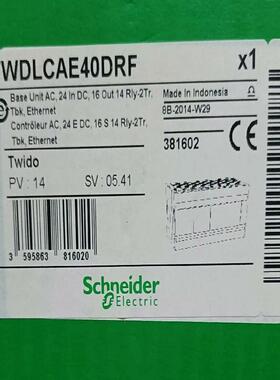 WDLCAE40DRF x1
Base Unit AC, 24 In DC, 16 Out 14 Rly-2Tr,
Tbk, Ethernet
Contrôleur AC, 24 E DC, 16 S 14 Rly-2Tr,
Tbk, Ethernet
Made in Indonesia
8B-2014-W29
381602 CE
Twido
PV : 14 SV : 05.41
3 595863 816020
Schneider
Electric